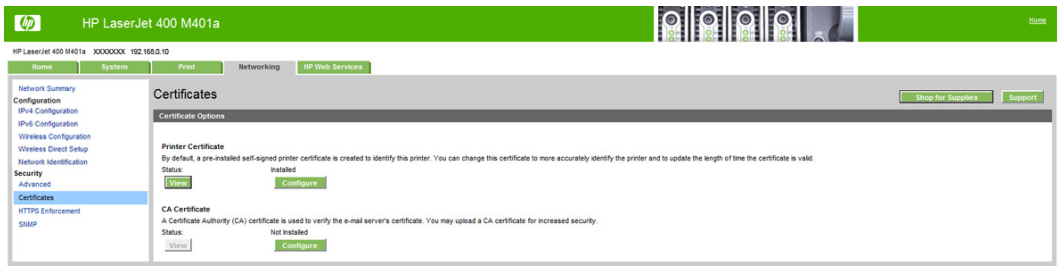 hp HP LaserJet 400 M401a Home
HP LaserJet 400 M401a XXXXXXX 192.168.0.10
Home System Print Networking HP Web Services
Network Summary
Configuration
IPv4 Configuration
IPv6 Configuration
Wireless Configuration
Wireless Direct Setup
Network Identification
Security
Advanced
Certificates
HTTPS Enforcement
SNMP
Certificates Shop for Supplies Support
Certificate Options
Printer Certificate
By default, a pre-installed self-signed printer certificate is created to identify this printer. You can change this certificate to more accurately identify the printer and to update the length of time the certificate is valid.
Status: Installed
View Configure
CA Certificate
A Certificate Authority (CA) certificate is used to verify the e-mail server's certificate. You may upload a CA certificate for increased security.
Status: Not Installed
View Configure